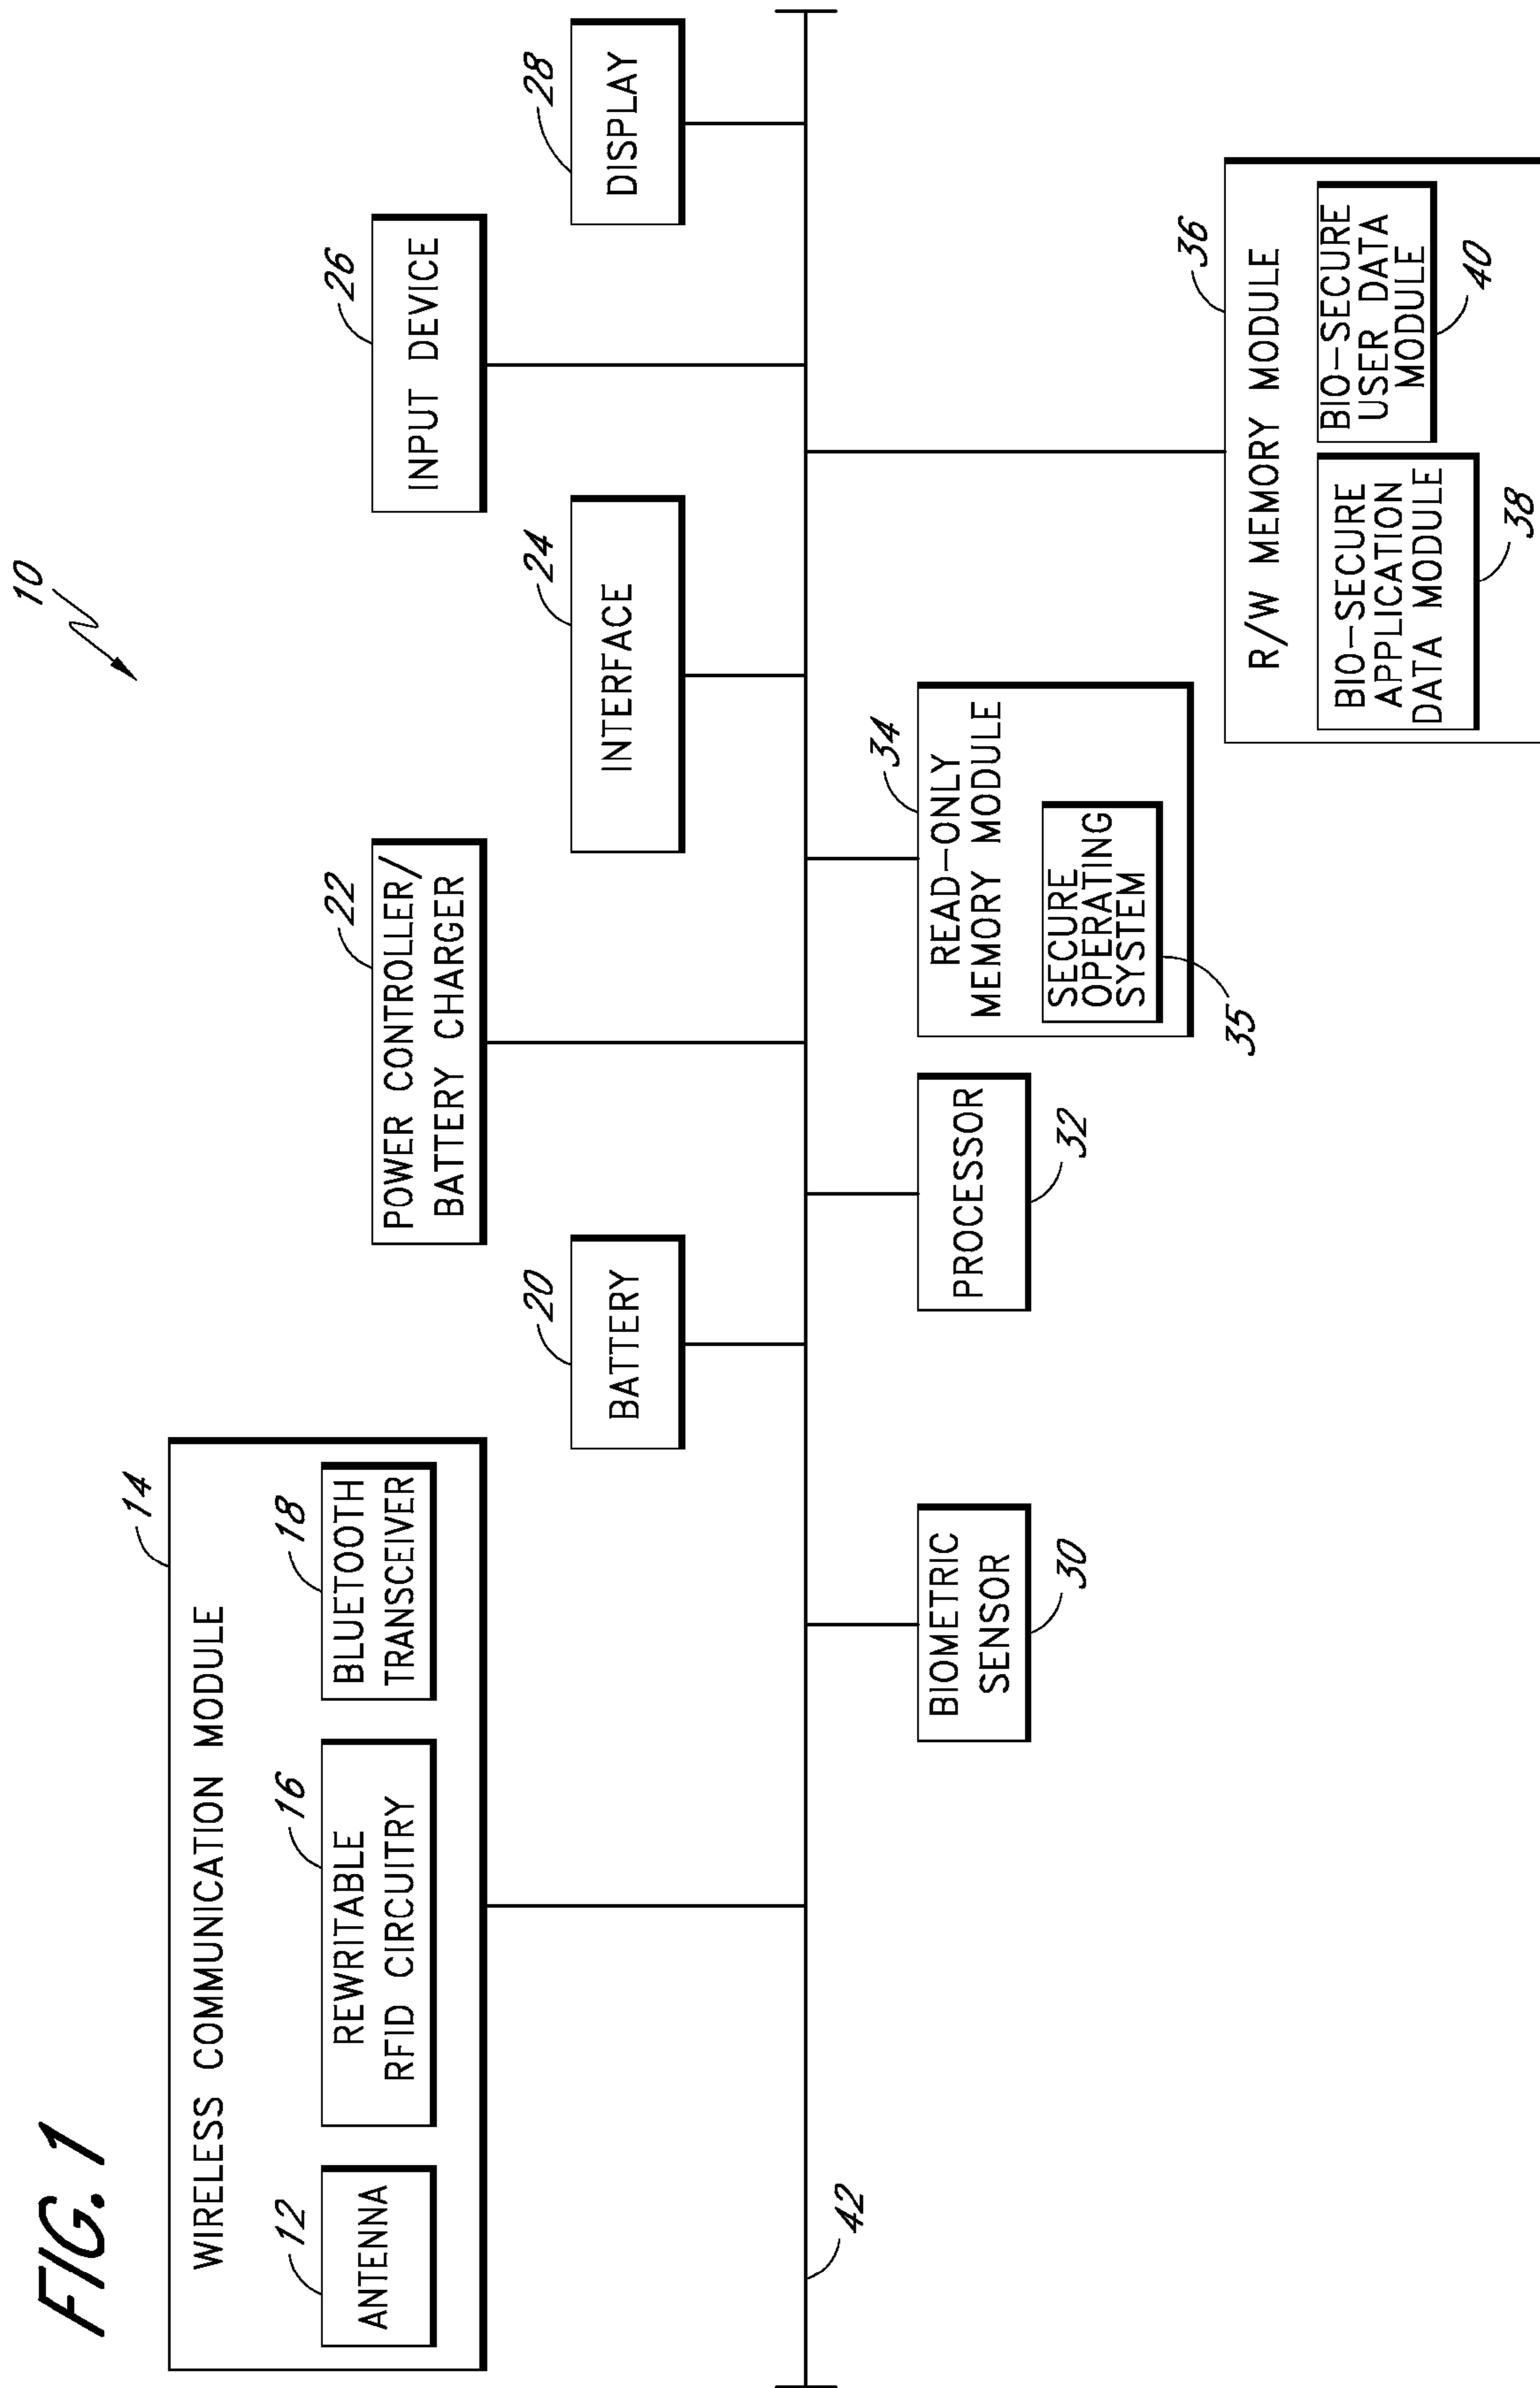 FIG. 1
10
14
WIRELESS COMMUNICATION MODULE
12
ANTENNA
16
REWRITABLE
RFID CIRCUITRY
18
BLUETOOTH
TRANSCEIVER
20
BATTERY
22
POWER CONTROLLER/
BATTERY CHARGER
24
INTERFACE
26
INPUT DEVICE
28
DISPLAY
42
BIOMETRIC
SENSOR
30
PROCESSOR
32
34
READ-ONLY
MEMORY MODULE
SECURE
OPERATING
SYSTEM
35
36
R/W MEMORY MODULE
BIO-SECURE
APPLICATION
DATA MODULE
38
BIO-SECURE
USER DATA
MODULE
40